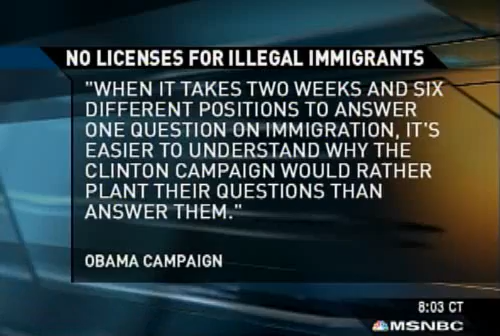 NO LICENSES FOR ILLEGAL IMMIGRANTS
"WHEN IT TAKES TWO WEEKS AND SIX
DIFFERENT POSITIONS TO ANSWER
ONE QUESTION ON IMMIGRATION, IT'S
EASIER TO UNDERSTAND WHY THE
CLINTON CAMPAIGN WOULD RATHER
PLANT THEIR QUESTIONS THAN
ANSWER THEM."
OBAMA CAMPAIGN
8:03 CT
MSNBC